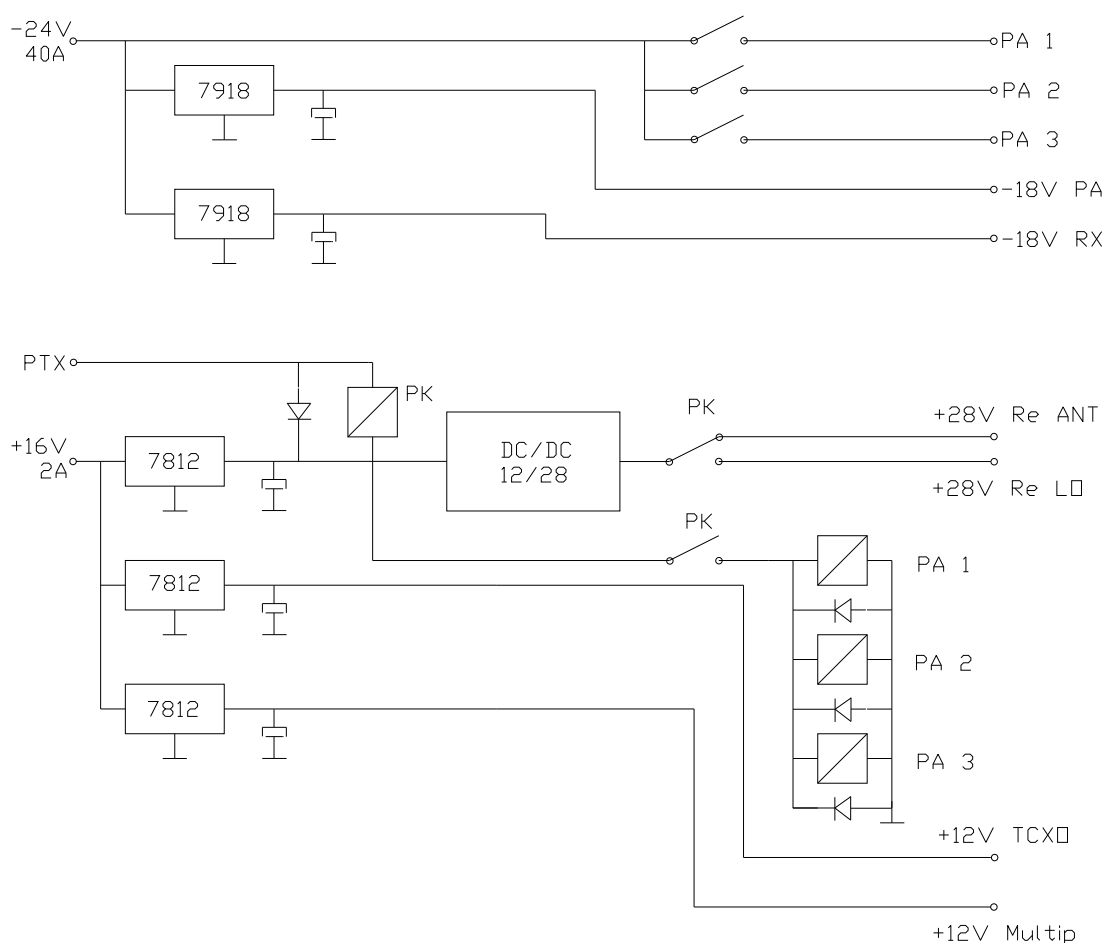 -24V
40A
PA 1
7918
PA 2
PA 3
-18V PA
7918
-18V RX
PTX
PK
PK
+28V Re ANT
+16V
2A
7812
DC/DC
12/28
+28V Re LO
PK
7812
PA 1
PA 2
7812
PA 3
+12V TCXO
+12V Multip